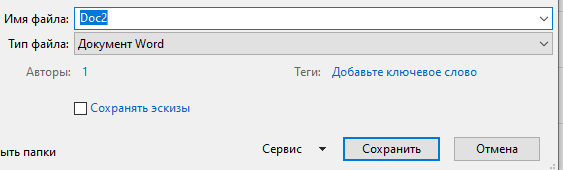 Имя файла: Doc2
Тип файла: Документ Word
Авторы: 1 Теги: Добавьте ключевое слово
Сохранять эскизы
ыть папки Сервис Сохранить Отмена